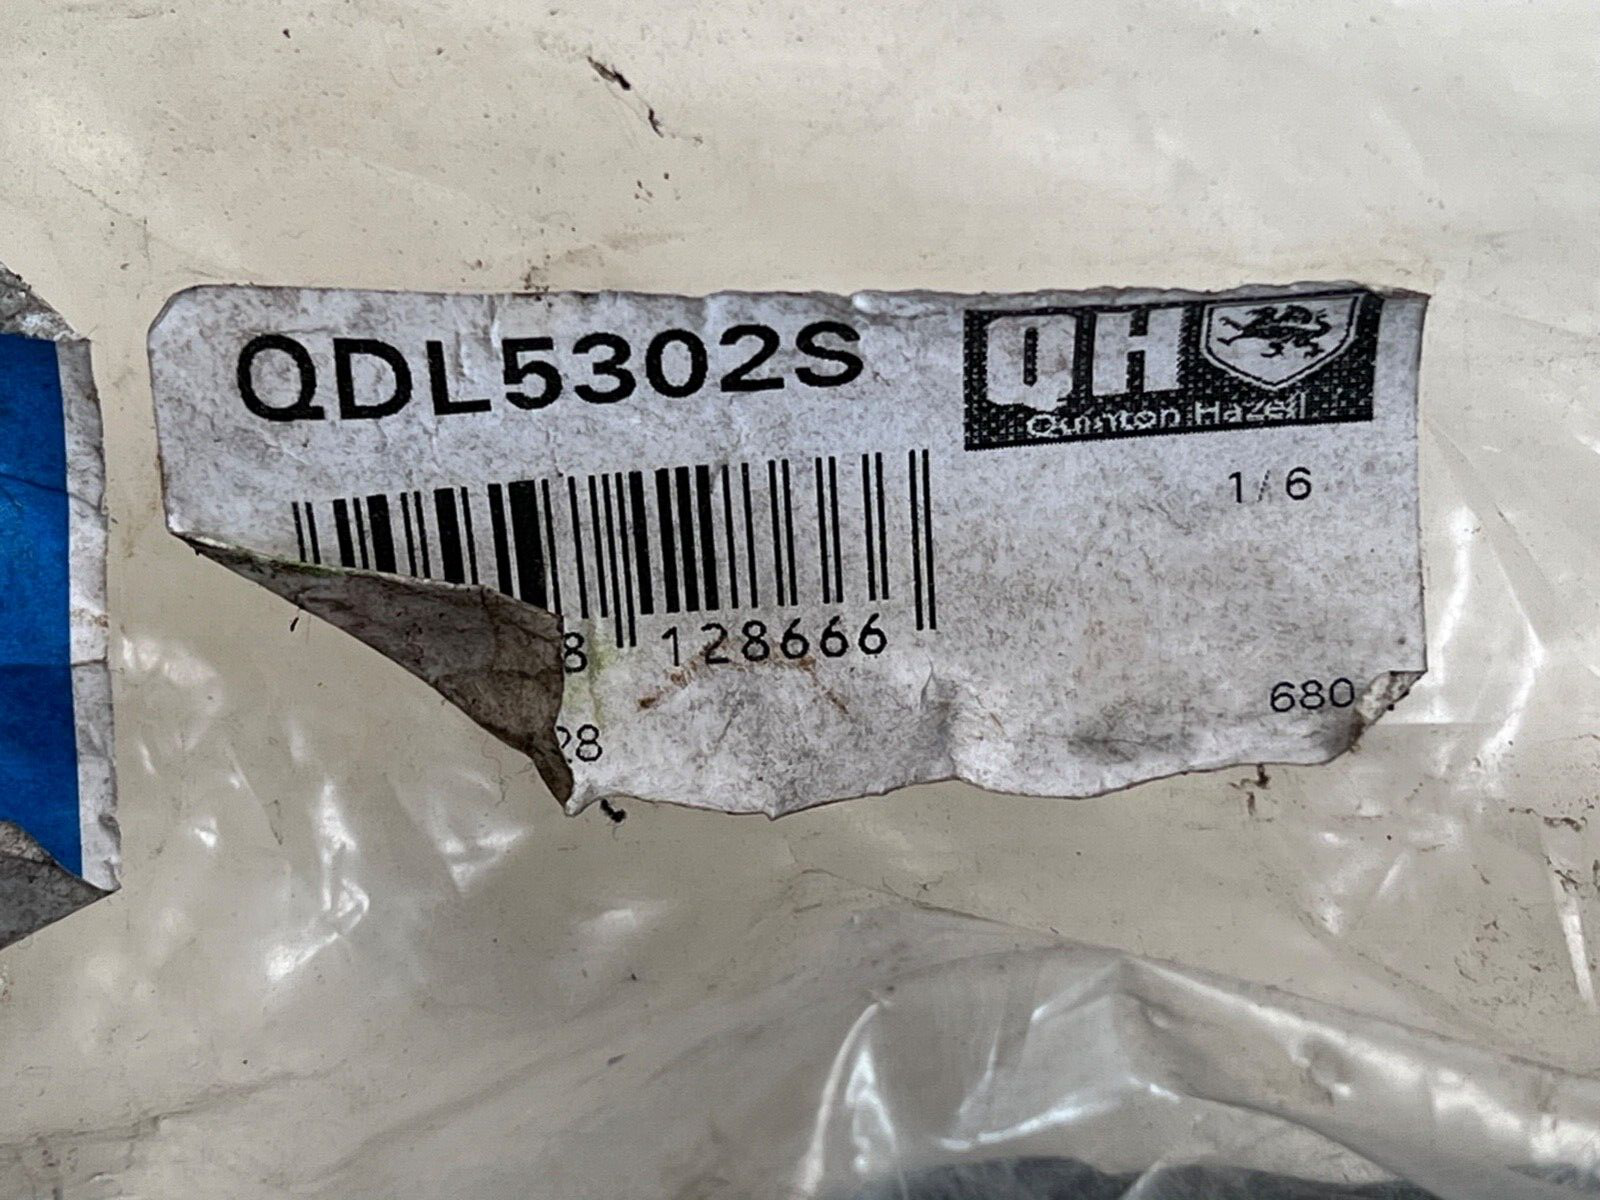 QDL5302S
QH
Quinton Hazell
1/6
8 128666
680
28